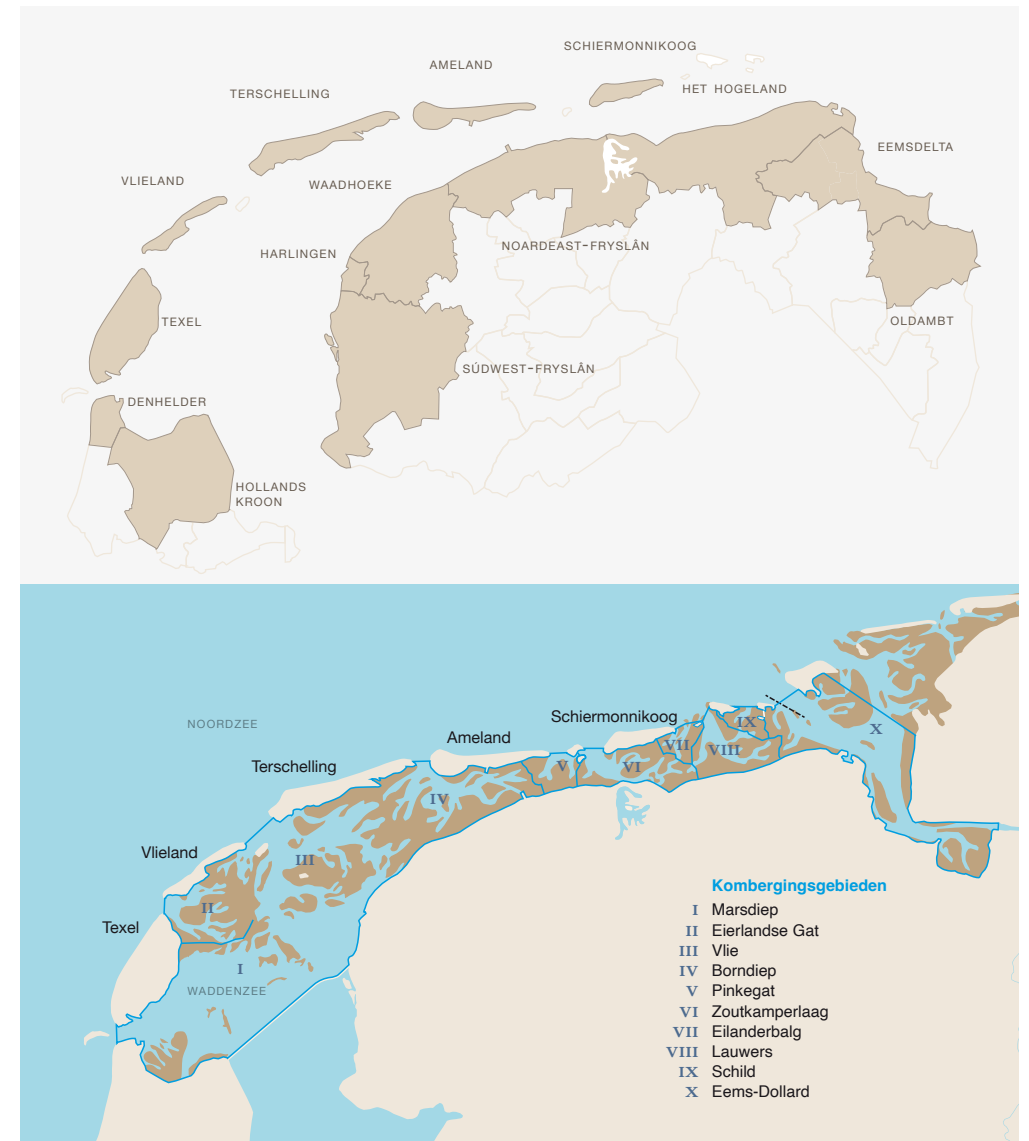 SCHIERMONNIKOOG
AMELAND
HET HOGELAND
TERSCHELLING
EEMSDELTA
VLIELAND
WAADHOEKE
NOARDEAST-FRYSLÂN
HARLINGEN
TEXEL
OLDAMBT
SÚDWEST-FRYSLÂN
DENHELDER
HOLLANDS
KROON
NOORDZEE
Schiermonnikoog
Ameland
Terschelling
Vlieland
Texel
WADDENZEE
IX
X
VII
VIII
V
VI
IV
III
II
I
Kombergingsgebieden
I Marsdiep
II Eierlandse Gat
III Vlie
IV Borndiep
V Pinkegat
VI Zoutkamperlaag
VII Eilanderbalg
VIII Lauwers
IX Schild
X Eems-Dollard